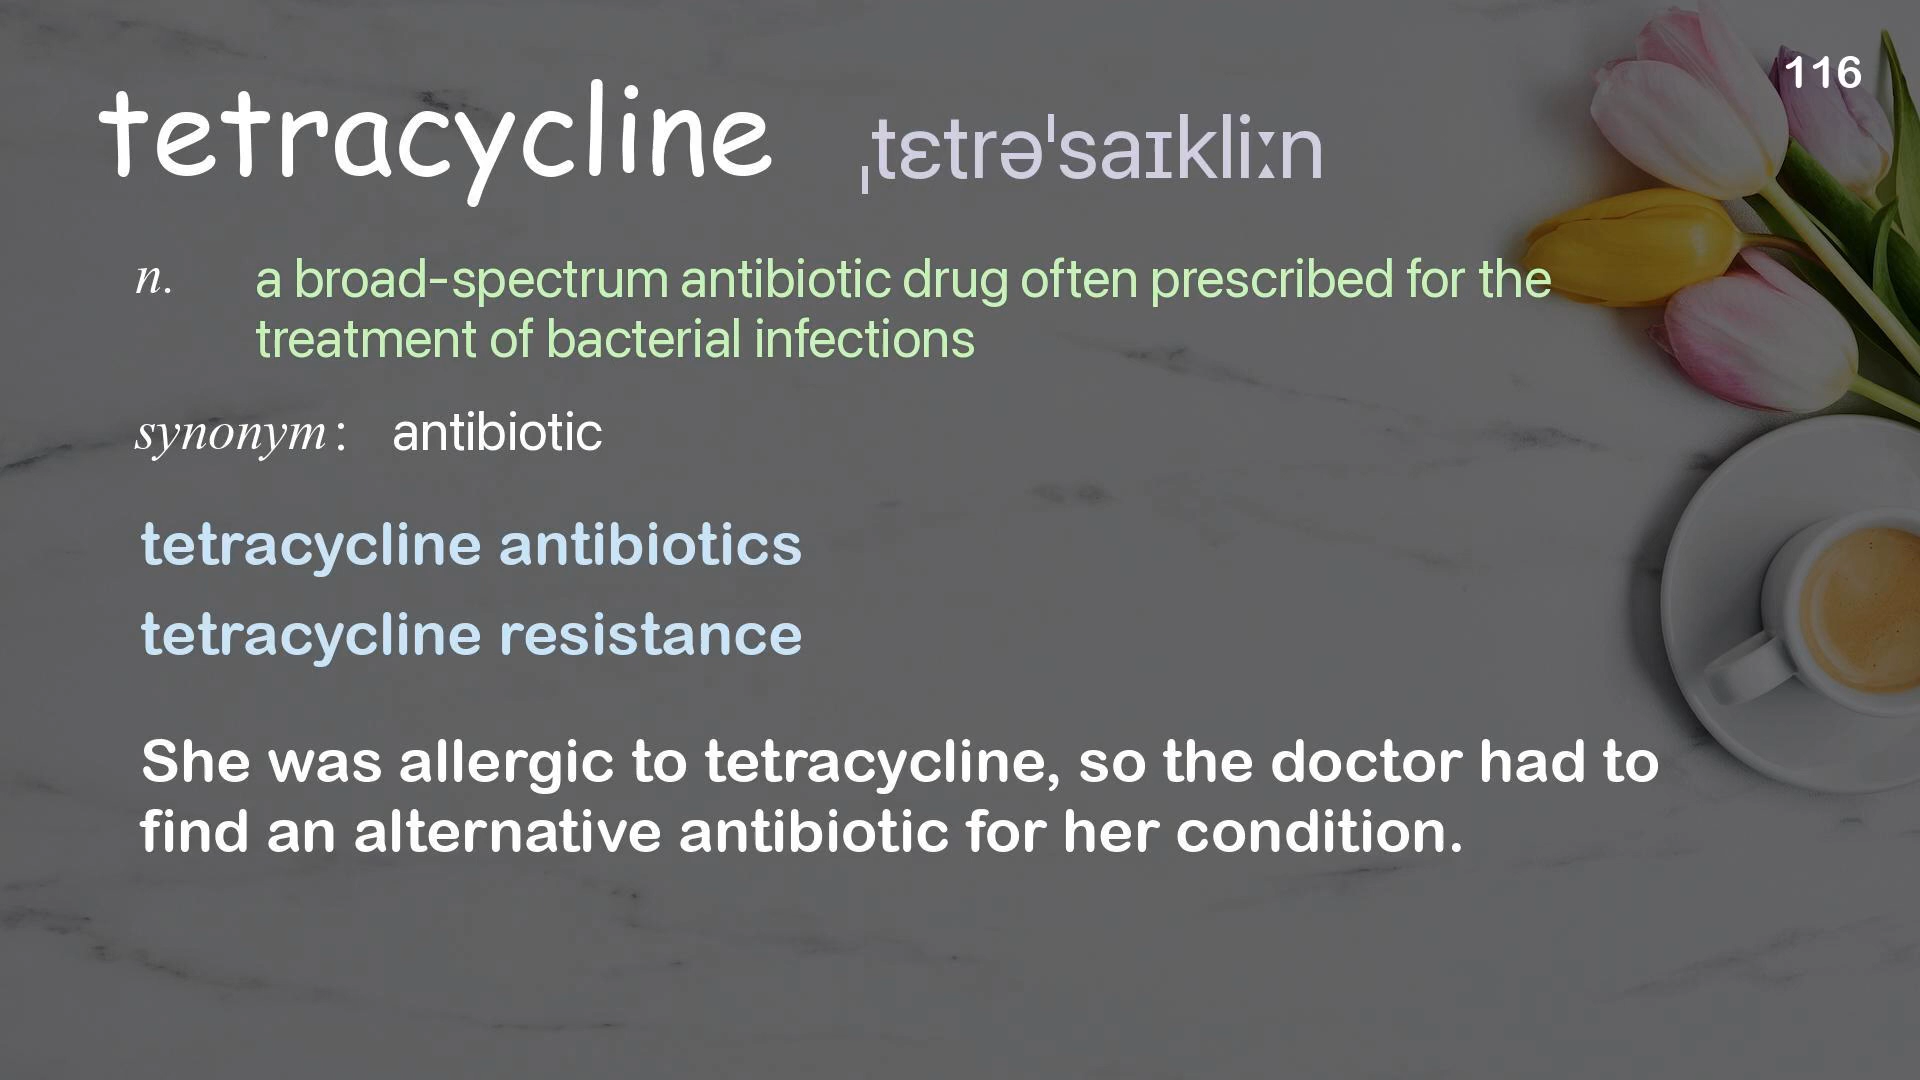 116
tetracycline ˌtɛtrəˈsaɪkliːn
n. a broad-spectrum antibiotic drug often prescribed for the
treatment of bacterial infections
synonym: antibiotic
tetracycline antibiotics
tetracycline resistance
She was allergic to tetracycline, so the doctor had to
find an alternative antibiotic for her condition.